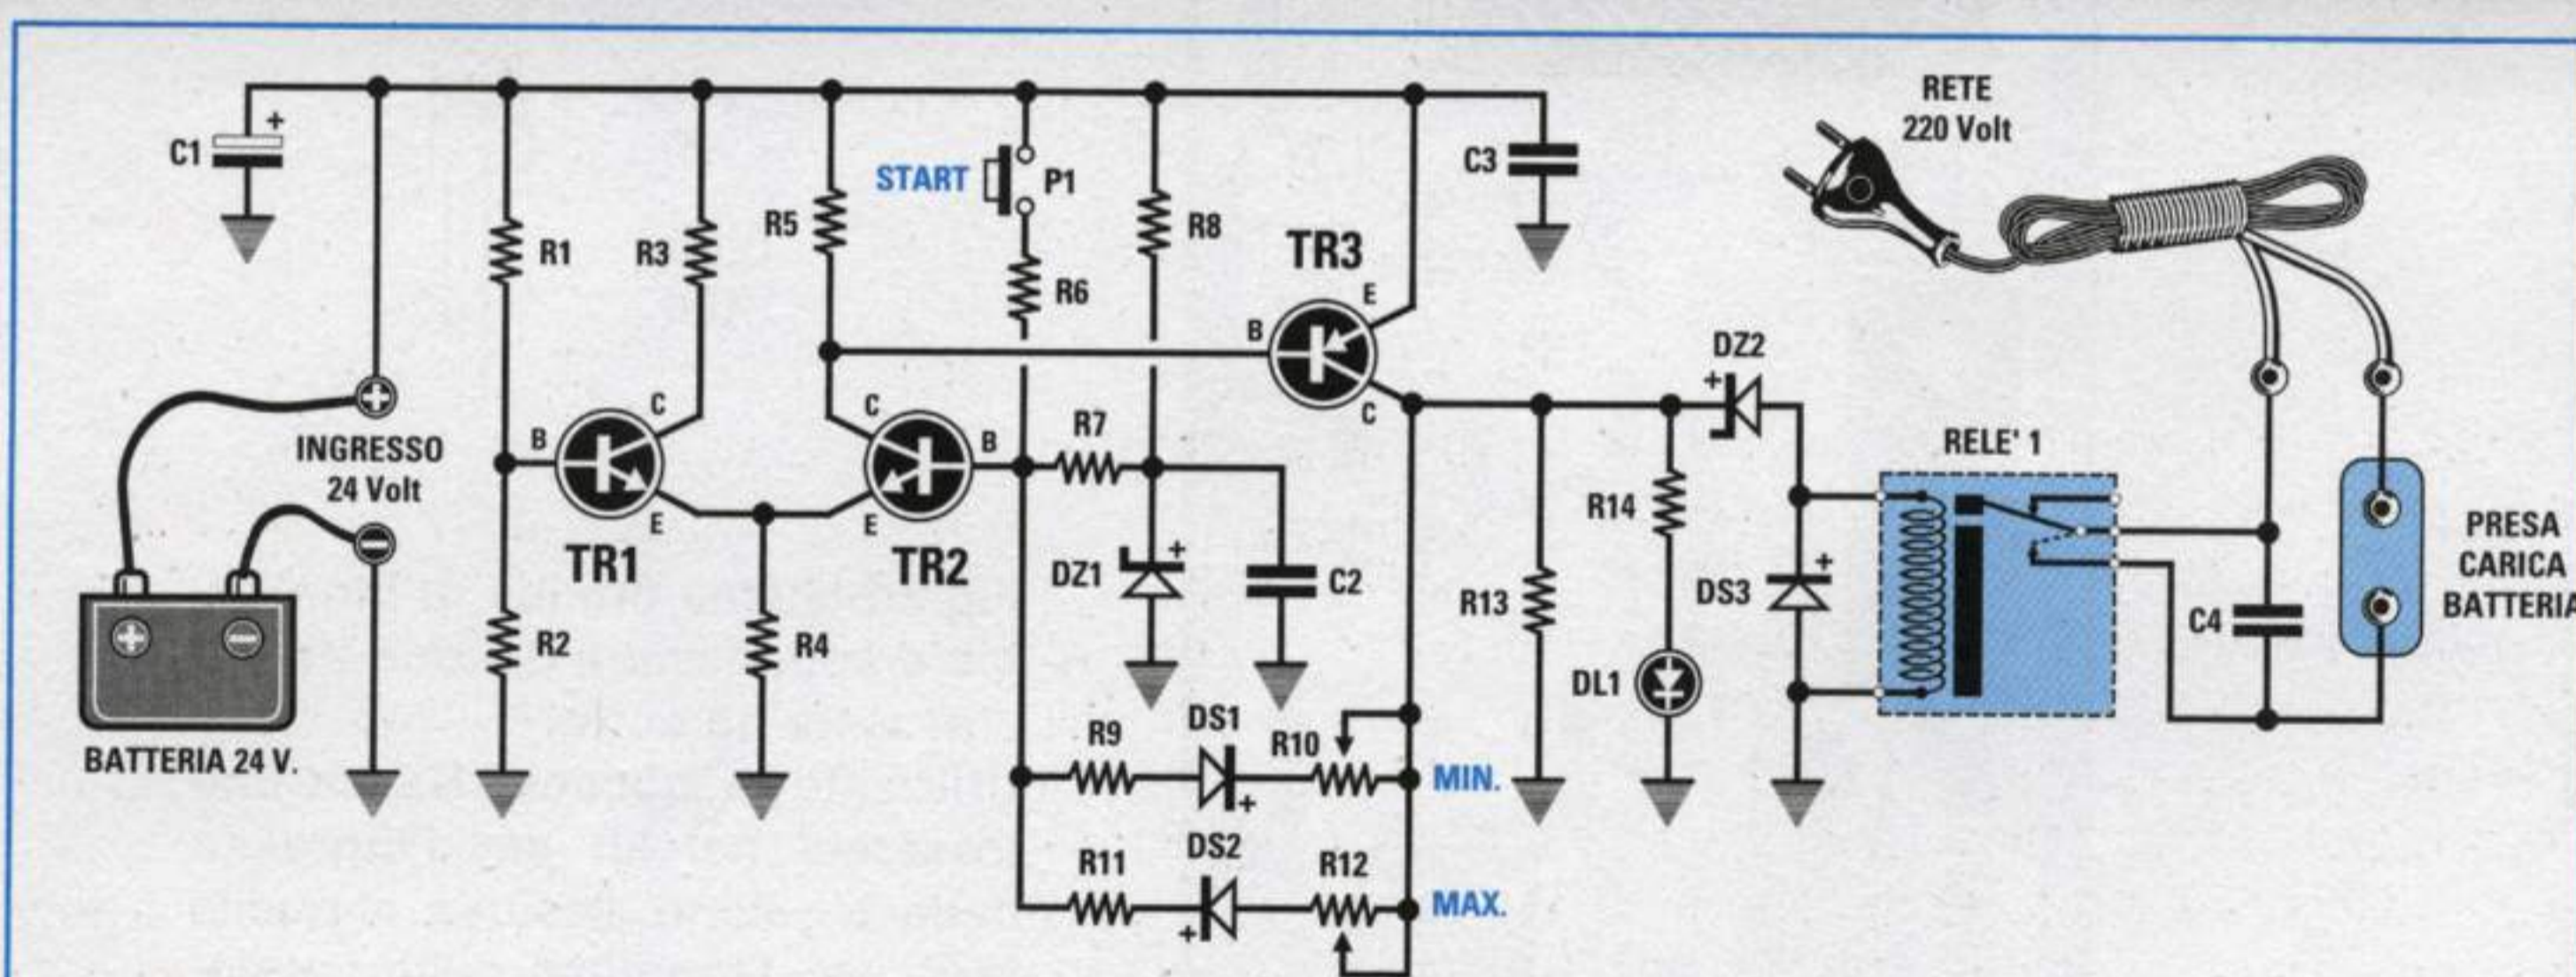 C1
+
R1
R3
R5
START
P1
R6
R8
TR3
B
E
C
C3
RETE
220 Volt
INGRESSO
24 Volt
+
−
B
C
E
TR1
C
B
E
TR2
R7
DZ1
+
C2
R2
R4
BATTERIA 24 V.
+
−
R9
DS1
+
R10
MIN.
R11
DS2
+
R12
MAX.
R13
R14
DL1
DZ2
+
DS3
+
RELE' 1
C4
PRESA
CARICA
BATTERIA